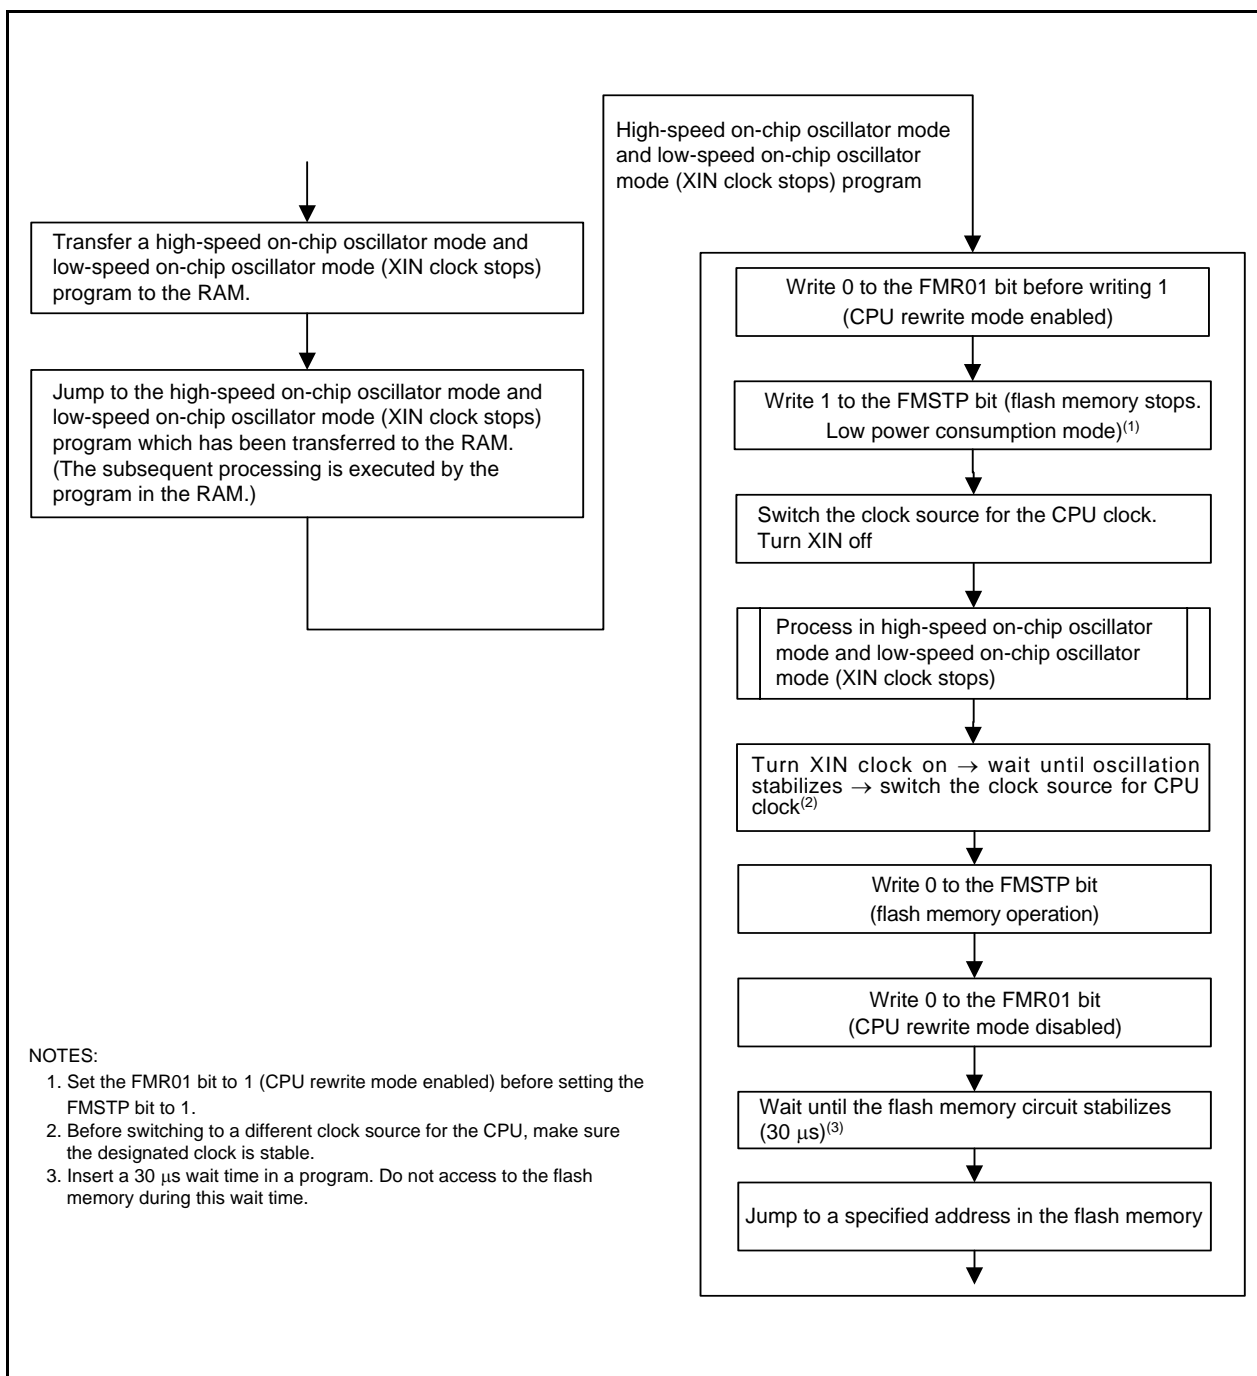 Transfer a high-speed on-chip oscillator mode and
low-speed on-chip oscillator mode (XIN clock stops)
program to the RAM.
Jump to the high-speed on-chip oscillator mode and
low-speed on-chip oscillator mode (XIN clock stops)
program which has been transferred to the RAM.
(The subsequent processing is executed by the
program in the RAM.)
High-speed on-chip oscillator mode
and low-speed on-chip oscillator
mode (XIN clock stops) program
Write 0 to the FMR01 bit before writing 1
(CPU rewrite mode enabled)
Write 1 to the FMSTP bit (flash memory stops.
Low power consumption mode)(1)
Switch the clock source for the CPU clock.
Turn XIN off
Process in high-speed on-chip oscillator
mode and low-speed on-chip oscillator
mode (XIN clock stops)
Turn XIN clock on → wait until oscillation
stabilizes → switch the clock source for CPU
clock(2)
Write 0 to the FMSTP bit
(flash memory operation)
Write 0 to the FMR01 bit
(CPU rewrite mode disabled)
Wait until the flash memory circuit stabilizes
(30 μs)(3)
Jump to a specified address in the flash memory
NOTES:
1. Set the FMR01 bit to 1 (CPU rewrite mode enabled) before setting the
FMSTP bit to 1.
2. Before switching to a different clock source for the CPU, make sure
the designated clock is stable.
3. Insert a 30 μs wait time in a program. Do not access to the flash
memory during this wait time.